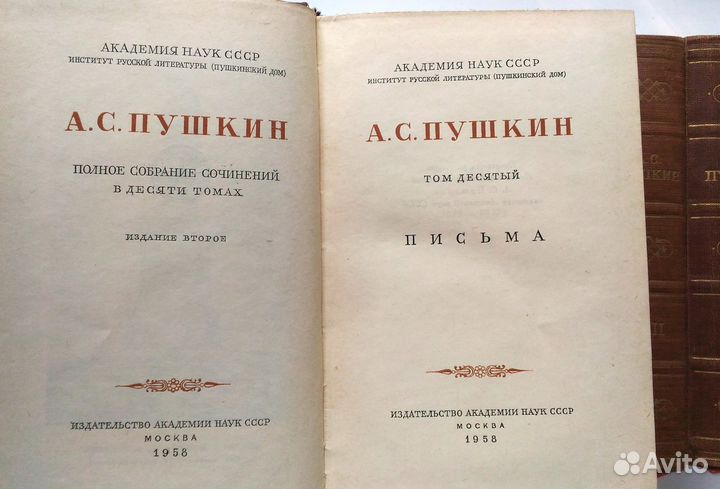 АКАДЕМИЯ НАУК СССР
ИНСТИТУТ РУССКОЙ ЛИТЕРАТУРЫ (ПУШКИНСКИЙ ДОМ)
А.С.ПУШКИН
ПОЛНОЕ СОБРАНИЕ СОЧИНЕНИЙ
В ДЕСЯТИ ТОМАХ
ИЗДАНИЕ ВТОРОЕ
ИЗДАТЕЛЬСТВО АКАДЕМИИ НАУК СССР
МОСКВА
1958
АКАДЕМИЯ НАУК СССР
ИНСТИТУТ РУССКОЙ ЛИТЕРАТУРЫ (ПУШКИНСКИЙ ДОМ)
А.С.ПУШКИН
ТОМ ДЕСЯТЫЙ
ПИСЬМА
ИЗДАТЕЛЬСТВО АКАДЕМИИ НАУК СССР
МОСКВА
1958
Avito